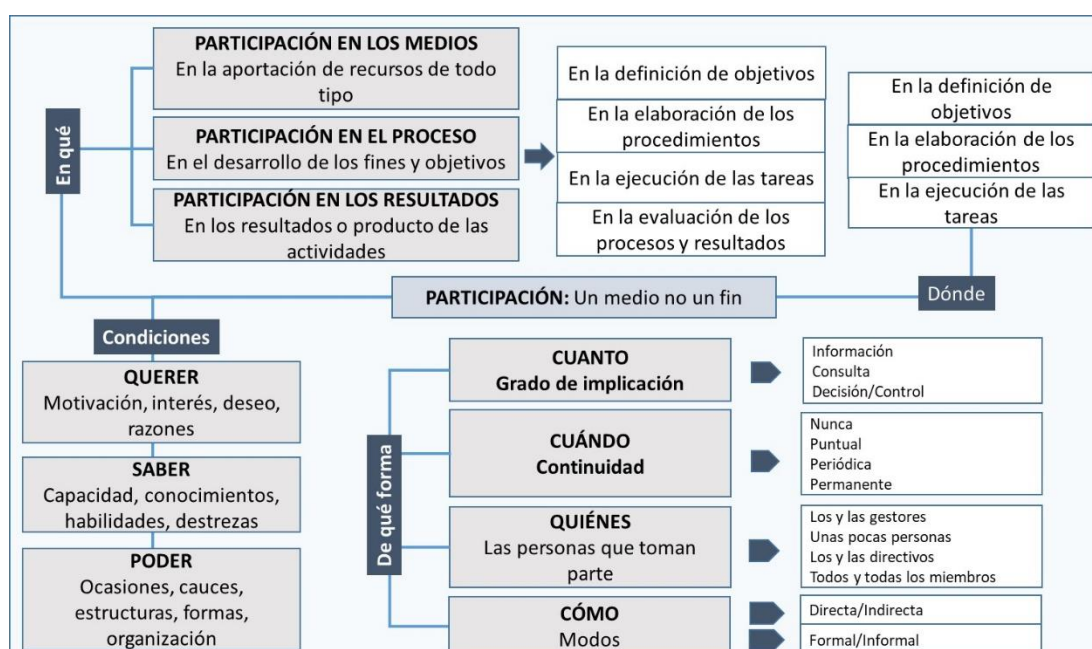 En qué
PARTICIPACIÓN EN LOS MEDIOS
En la aportación de recursos de todo
tipo
PARTICIPACIÓN EN EL PROCESO
En el desarrollo de los fines y objetivos
PARTICIPACIÓN EN LOS RESULTADOS
En los resultados o producto de las
actividades
En la definición de objetivos
En la elaboración de los
procedimientos
En la ejecución de las tareas
En la evaluación de los
procesos y resultados
En la definición de
objetivos
En la elaboración de los
procedimientos
En la ejecución de las
tareas
PARTICIPACIÓN: Un medio no un fin
Dónde
Condiciones
QUERER
Motivación, interés, deseo,
razones
SABER
Capacidad, conocimientos,
habilidades, destrezas
PODER
Ocasiones, cauces,
estructuras, formas,
organización
De qué forma
CUANTO
Grado de implicación
Información
Consulta
Decisión/Control
CUÁNDO
Continuidad
Nunca
Puntual
Periódica
Permanente
QUIÉNES
Las personas que toman
parte
Los y las gestores
Unas pocas personas
Los y las directivos
Todos y todas los miembros
CÓMO
Modos
Directa/Indirecta
Formal/Informal